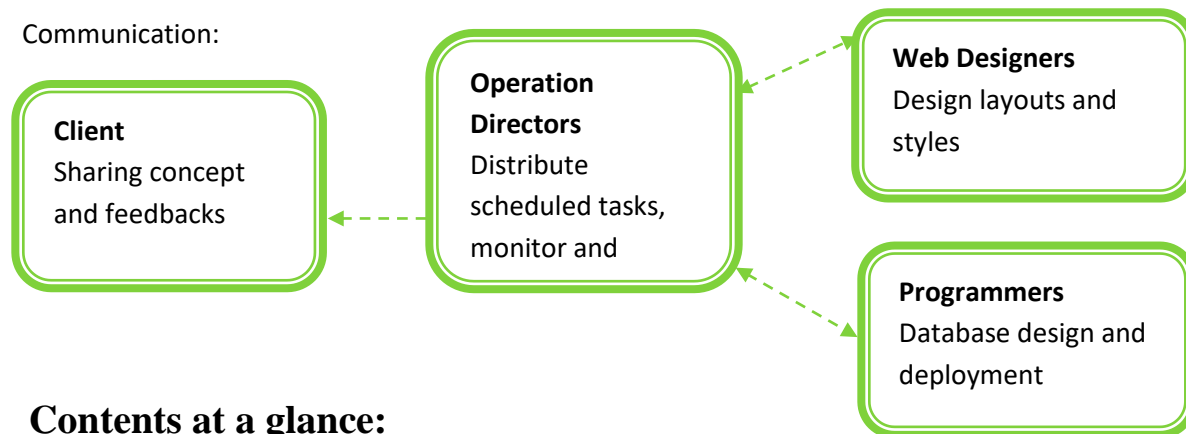 Communication:
Client
Sharing concept
and feedbacks
Operation
Directors
Distribute
scheduled tasks,
monitor and
Web Designers
Design layouts and
styles
Programmers
Database design and
deployment
Contents at a glance: